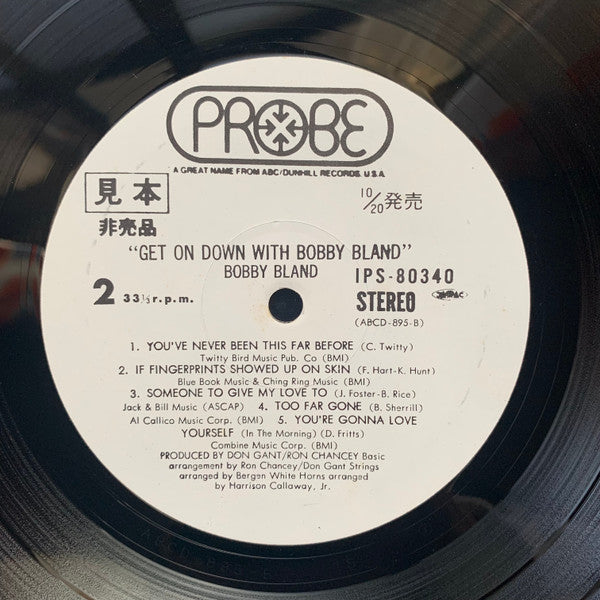 PROBE
A GREAT NAME FROM ABC/DUNHILL RECORDS. U.S.A.
見本
10/20発売
非売品
"GET ON DOWN WITH BOBBY BLAND"
BOBBY BLAND
IPS-80340
2 33⅓ r.p.m.
STEREO
(ABCD-895-B)
1. YOU'VE NEVER BEEN THIS FAR BEFORE (C. Twitty)
Twitty Bird Music Pub. Co (BMI)
2. IF FINGERPRINTS SHOWED UP ON SKIN (F. Hart-K. Hunt)
Blue Book Music & Ching Ring Music (BMI)
3. SOMEONE TO GIVE MY LOVE TO (J. Foster-B. Rice)
Jack & Bill Music (ASCAP) 4. TOO FAR GONE (B. Sherrill)
Al Callico Music Corp. (BMI) 5. YOU'RE GONNA LOVE
YOURSELF (In The Morning) (D. Fritts)
Combine Music Corp. (BMI)
PRODUCED BY DON GANT/RON CHANCEY Basic
arrangement by Ron Chancey/Don Gant Strings
arranged by Bergen White Horns arranged
by Harrison Callaway, Jr.